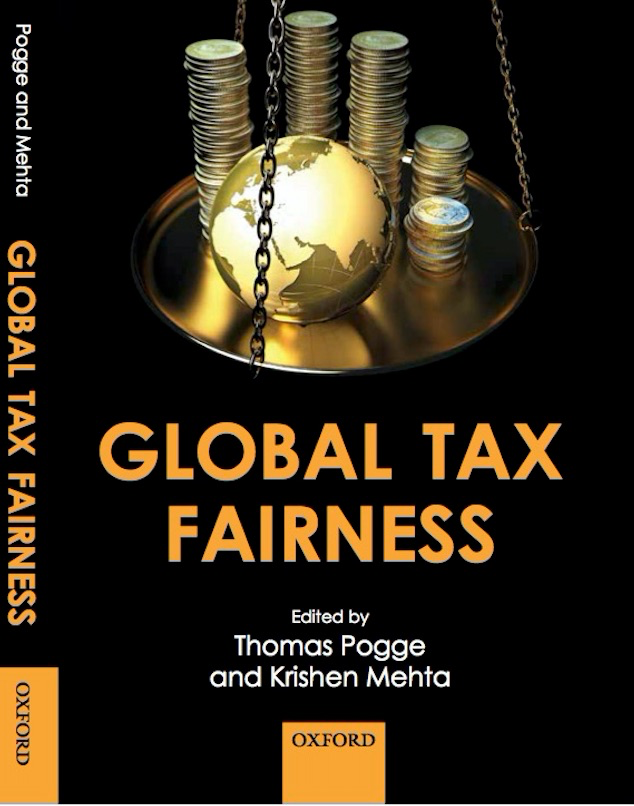 Pogge and Mehta
GLOBAL TAX FAIRNESS
OXFORD
GLOBAL TAX
FAIRNESS
Edited by
Thomas Pogge
and Krishen Mehta
OXFORD